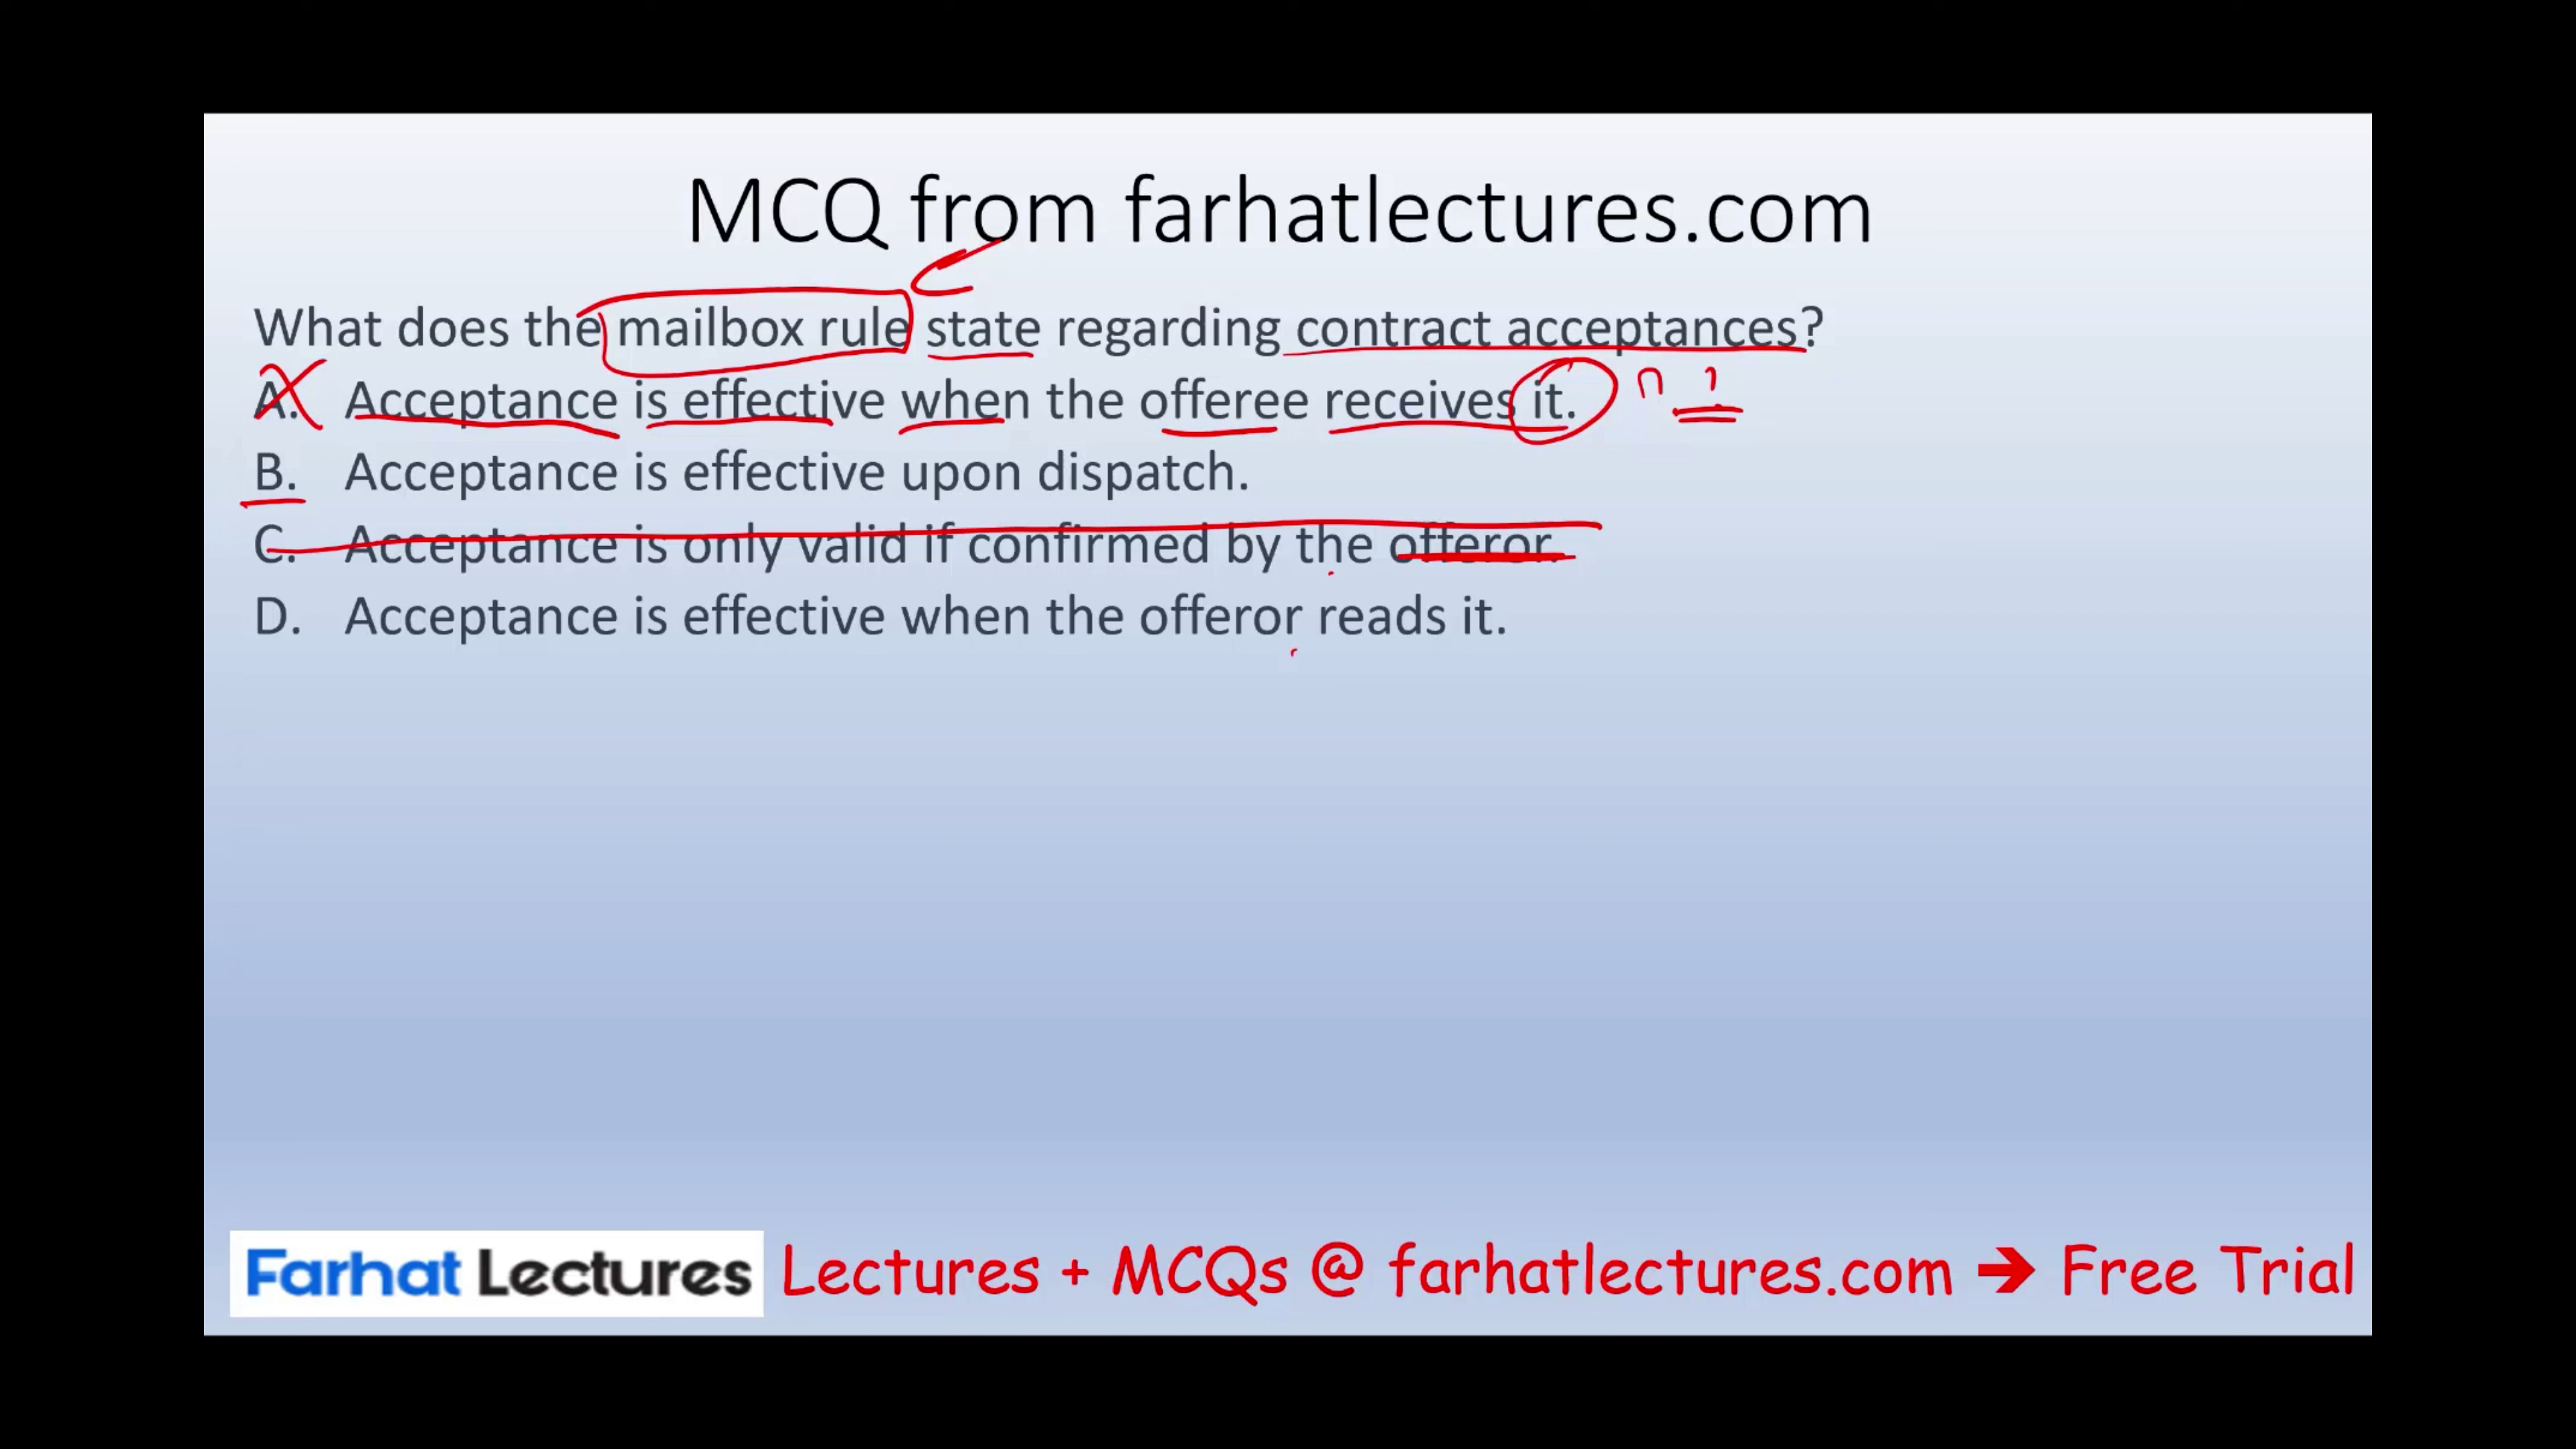 MCQ from farhatlectures.com
What does the mailbox rule state regarding contract acceptances?
A. Acceptance is effective when the offeree receives it.
B. Acceptance is effective upon dispatch.
C. Acceptance is only valid if confirmed by the offeror.
D. Acceptance is effective when the offeror reads it.
Farhat Lectures Lectures + MCQs @ farhatlectures.com → Free Trial